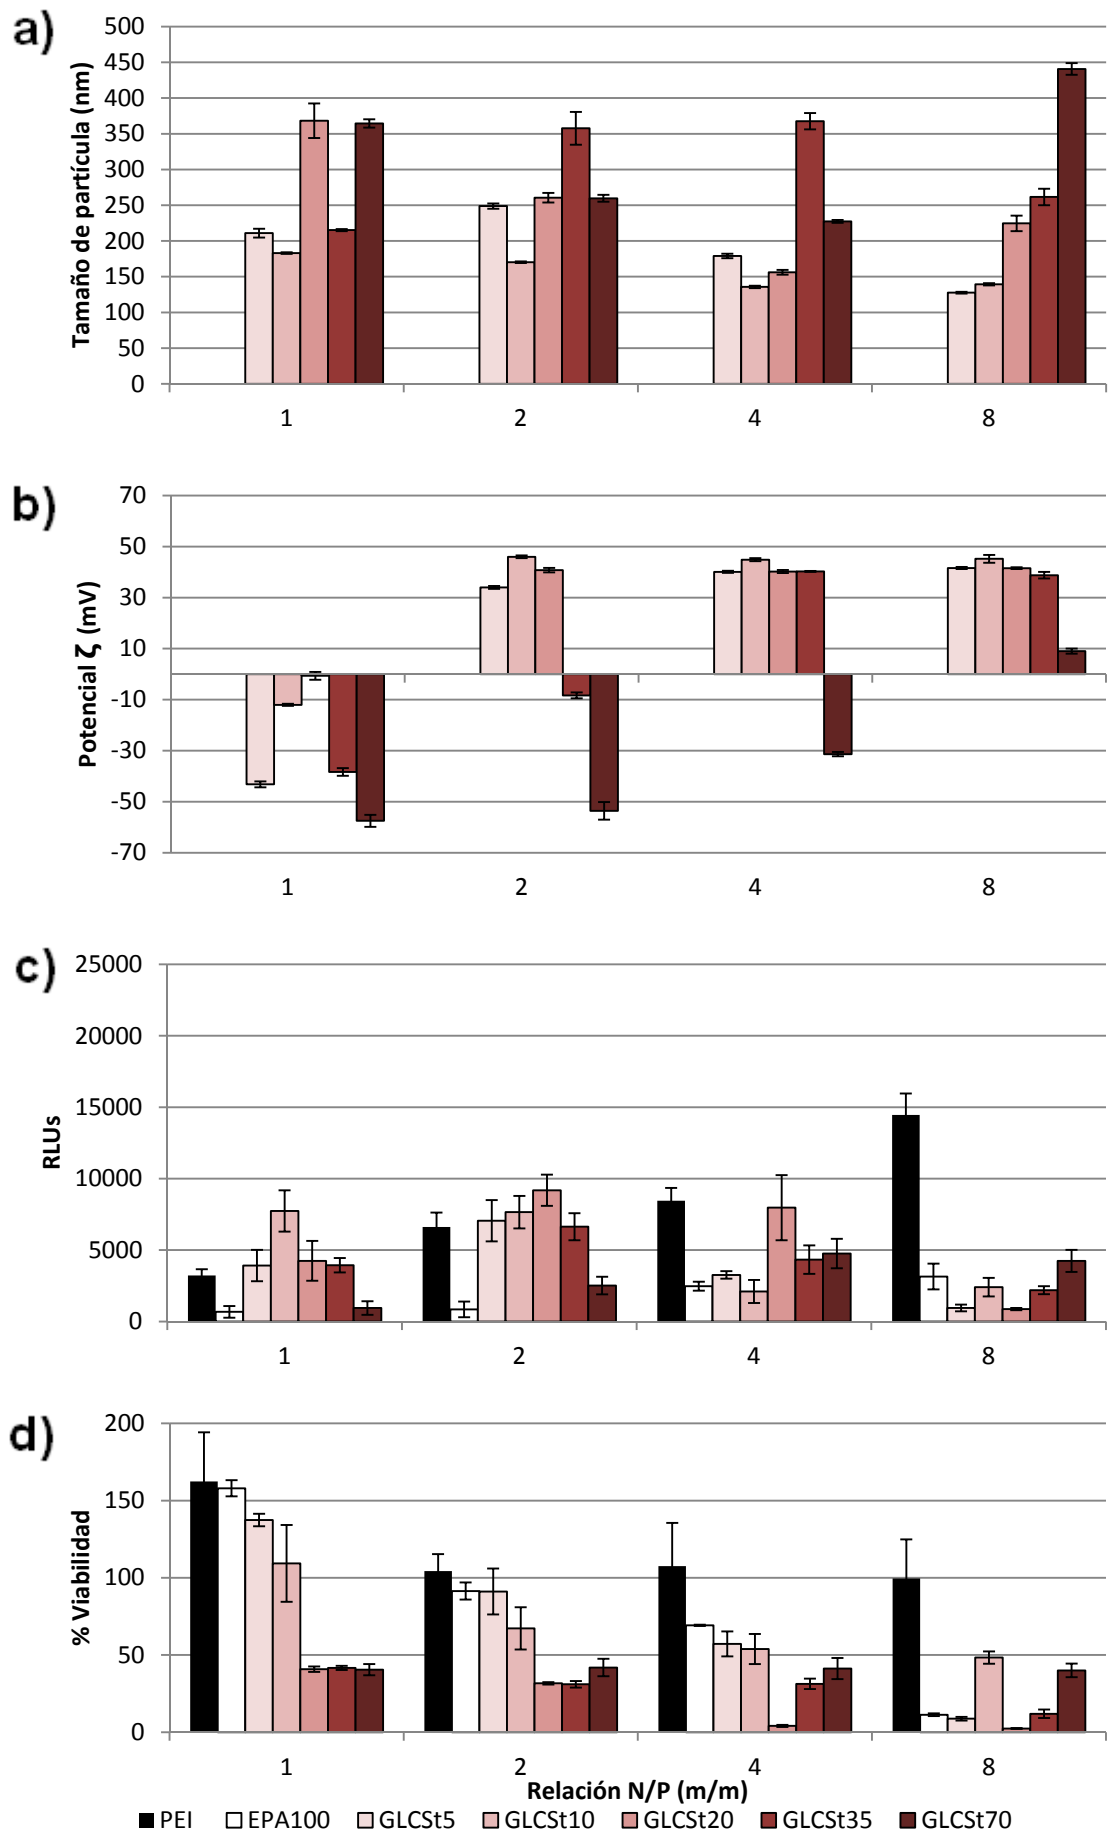 a)
Tamaño de partícula (nm)
500
450
400
350
300
250
200
150
100
50
0
1 2 4 8
b)
Potencial ζ (mV)
70
50
30
10
-10
-30
-50
-70
1 2 4 8
c)
RLUs
25000
20000
15000
10000
5000
0
1 2 4 8
d)
% Viabilidad
200
150
100
50
0
1 2 4 8
Relación N/P (m/m)
PEI EPA100 GLCSt5 GLCSt10 GLCSt20 GLCSt35 GLCSt70